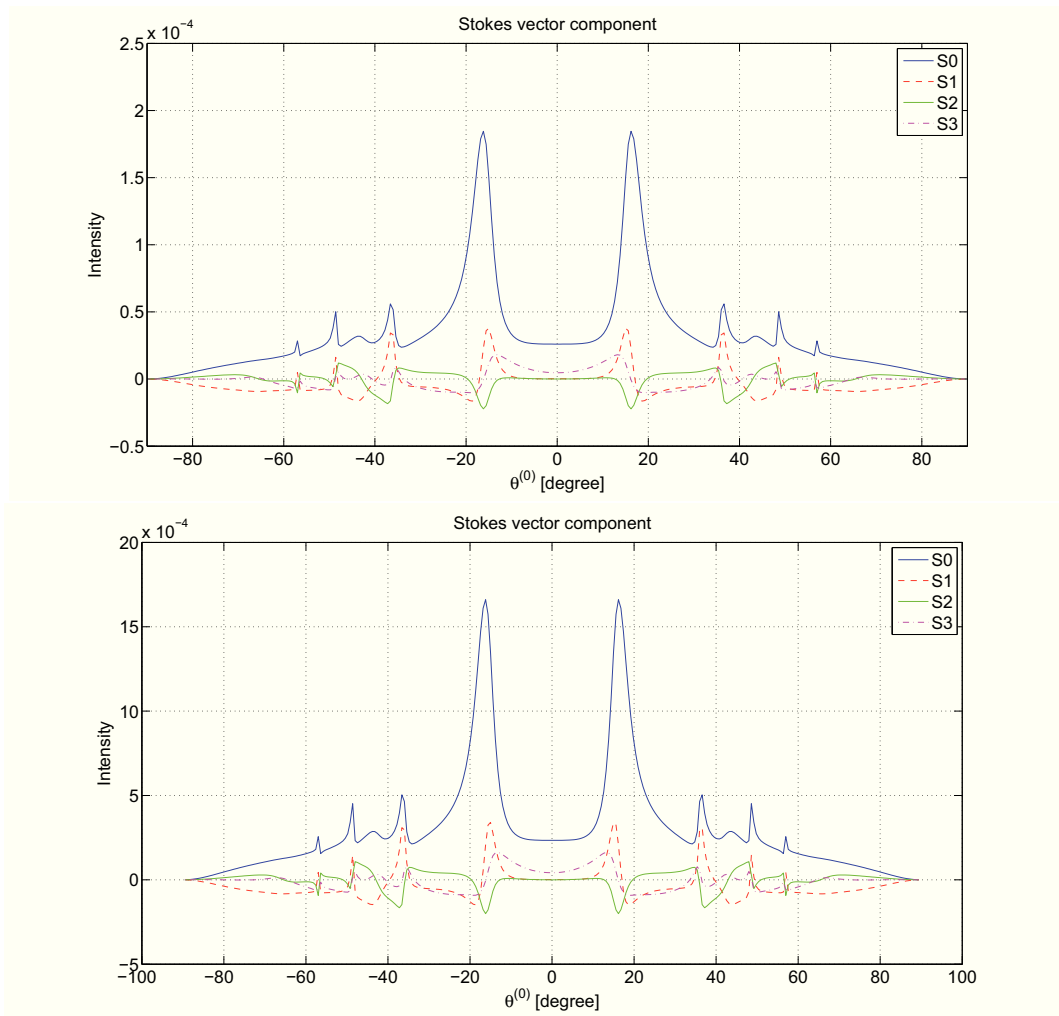 Stokes vector component
x 10⁻⁴
2.5
2
1.5
1
0.5
0
−0.5
Intensity
−80 −60 −40 −20 0 20 40 60 80
θ⁽⁰⁾ [degree]
S0
S1
S2
S3
Stokes vector component
x 10⁻⁴
20
15
10
5
0
−5
Intensity
−100 −80 −60 −40 −20 0 20 40 60 80 100
θ⁽⁰⁾ [degree]
S0
S1
S2
S3